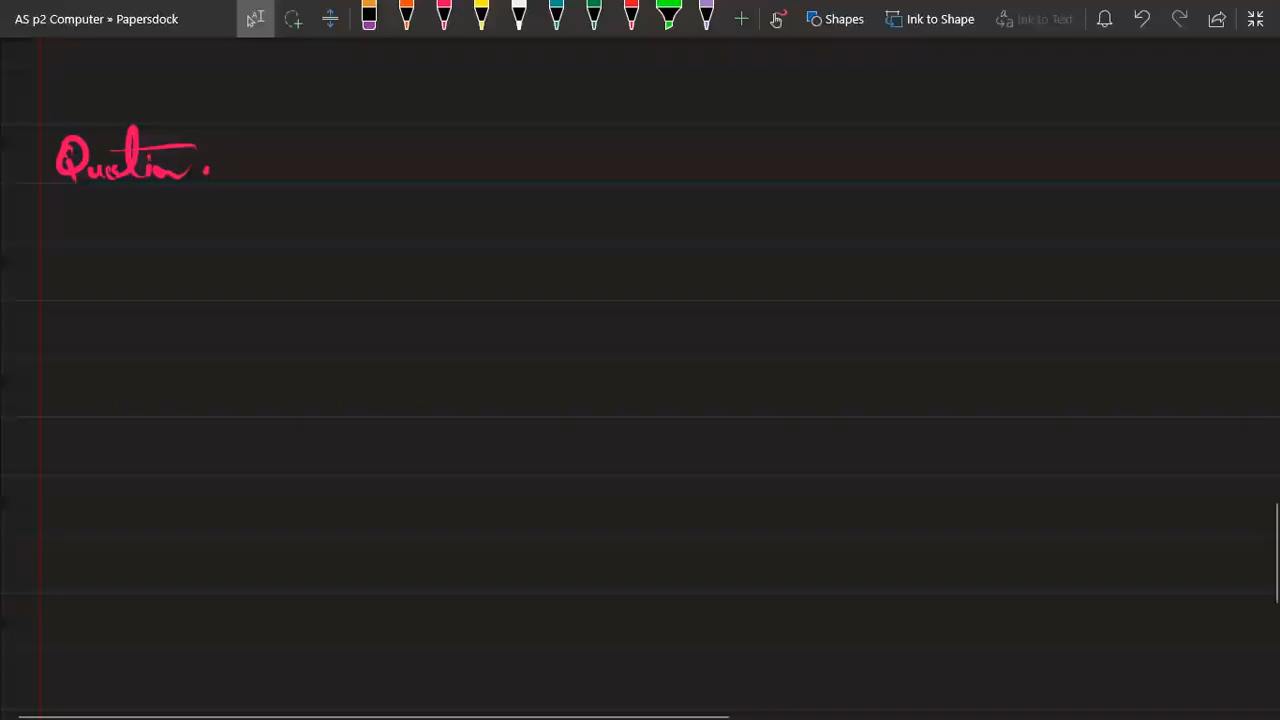 AS p2 Computer » Papersdock
Shapes
Ink to Shape
Ink to Text
Question.